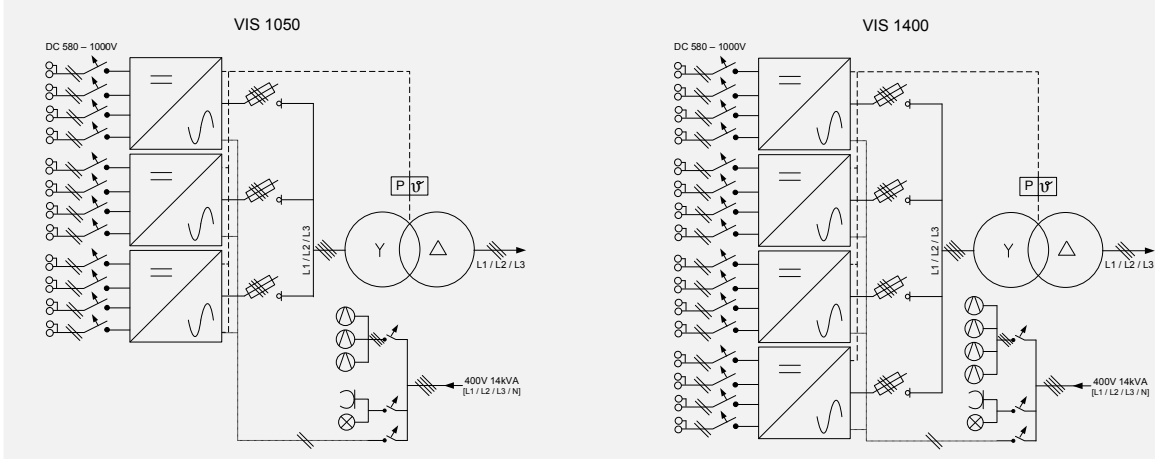 VIS 1050
DC 580 – 1000V
P ϑ
Y △
L1 / L2 / L3
L1 / L2 / L3
400V 14kVA
[L1 / L2 / L3 / N]
VIS 1400
DC 580 – 1000V
P ϑ
Y △
L1 / L2 / L3
L1 / L2 / L3
400V 14kVA
[L1 / L2 / L3 / N]